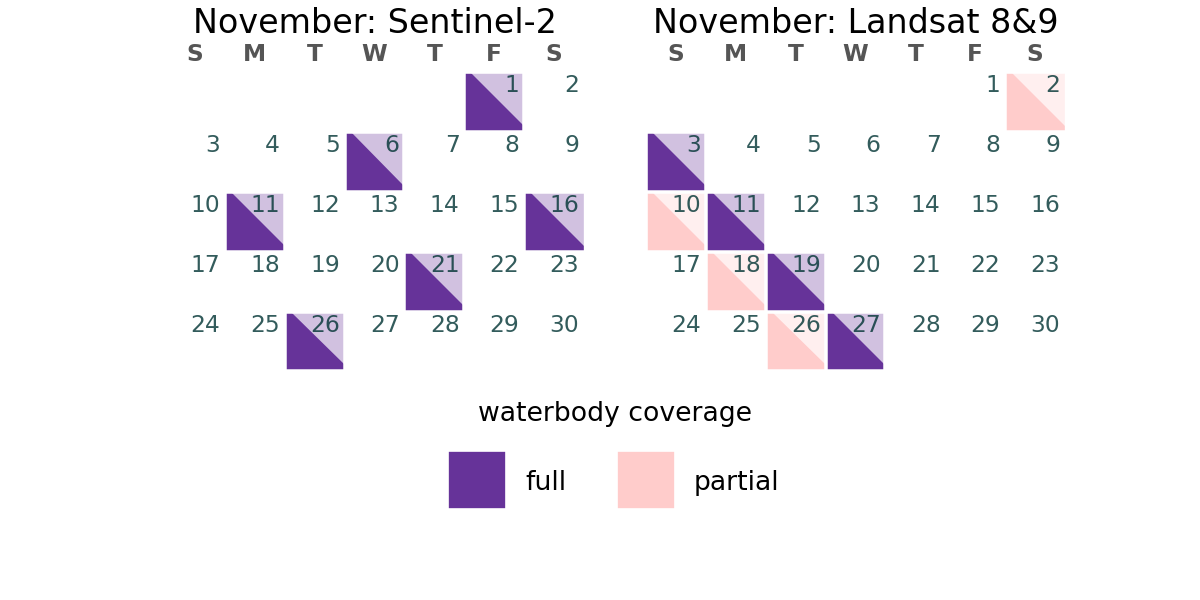 November: Sentinel-2
S M T W T F S
1 2
3 4 5 6 7 8 9
10 11 12 13 14 15 16
17 18 19 20 21 22 23
24 25 26 27 28 29 30
November: Landsat 8&9
S M T W T F S
1 2
3 4 5 6 7 8 9
10 11 12 13 14 15 16
17 18 19 20 21 22 23
24 25 26 27 28 29 30
waterbody coverage
full
partial